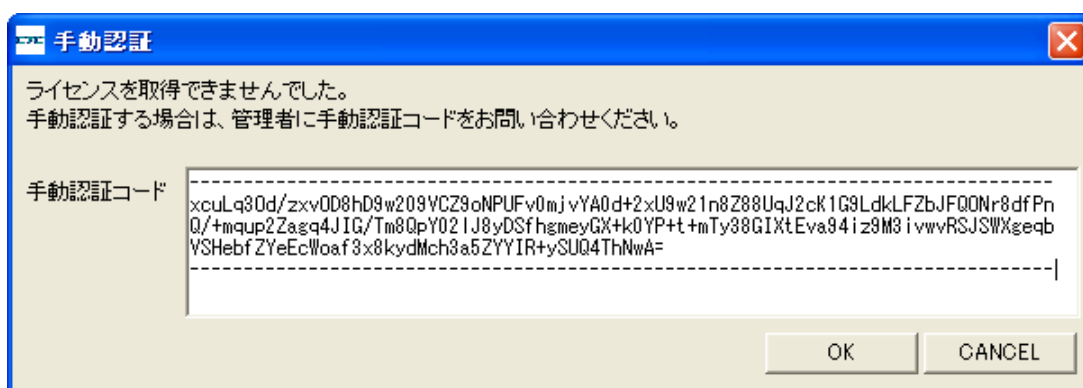 手動認証
ライセンスを取得できませんでした。
手動認証する場合は、管理者に手動認証コードをお問い合わせください。
手動認証コード
--------------------------------------------------------------------------------
xcuLq30d/zxvOD8hD9w209VCZ9oNPUFv0mjvYA0d+2xU9w21n8Z88UqJ2cK1G9LdkLFZbJFQONr8dfPn
Q/+mqup2Zagq4JIG/Tm8QpY02lJ8yDSfhgmeyGX+k0YP+t+mTy38GIXtEva94iz9M3ivwvRSJSWXgeqb
VSHebfZYeEcWoaf3x8kydMch3a5ZYYIR+ySUQ4ThNwA=
--------------------------------------------------------------------------------
OK
CANCEL